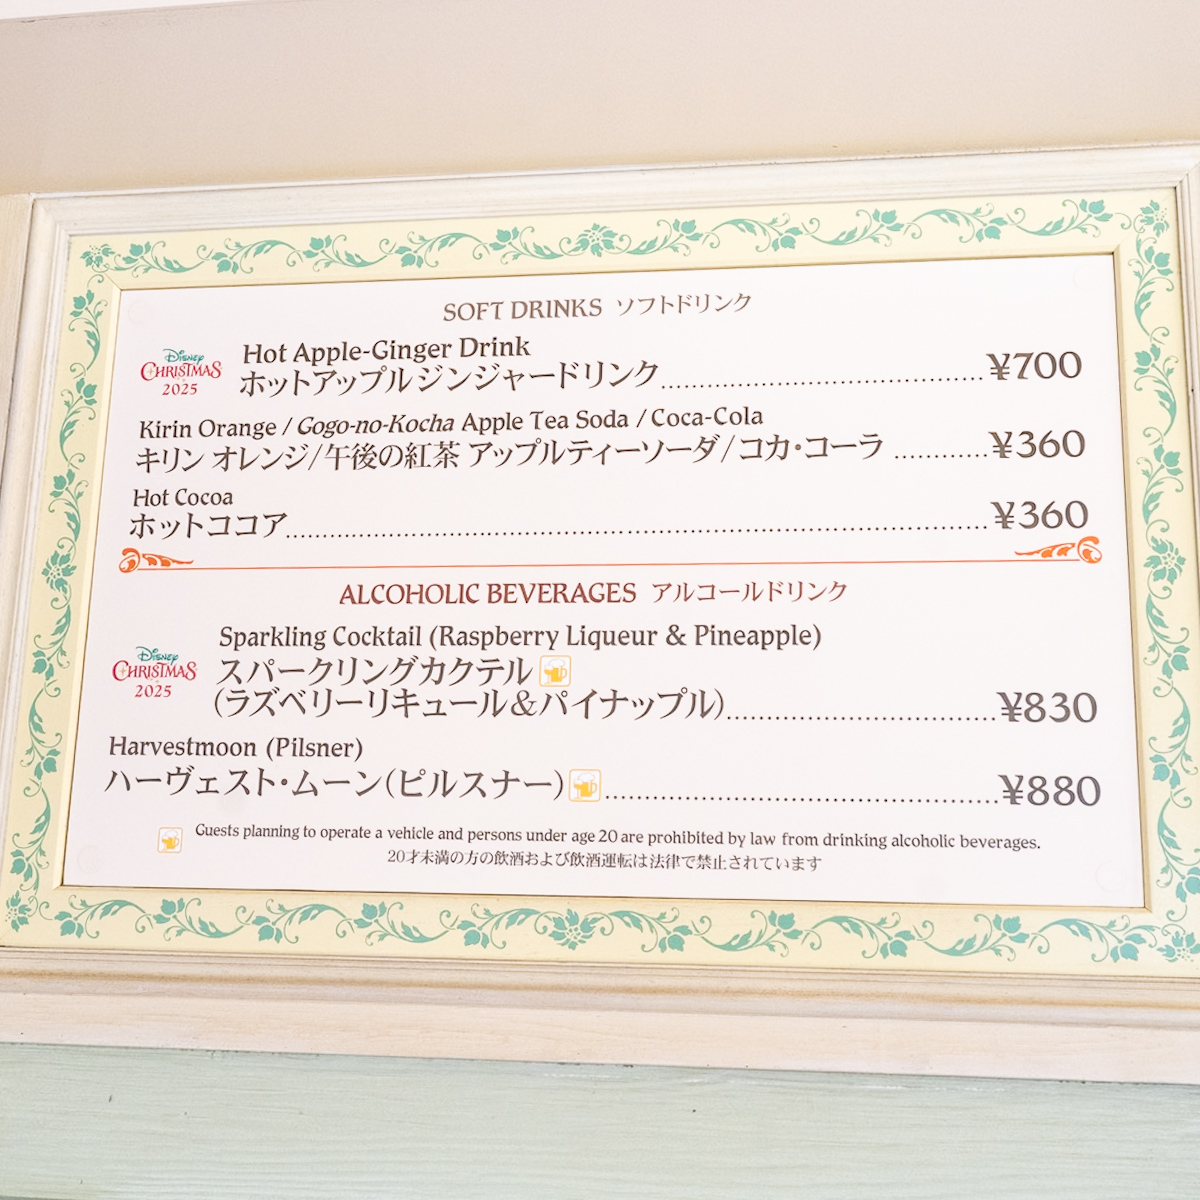 SOFT DRINKS ソフトドリンク
Disney
CHRISTMAS
2025
Hot Apple-Ginger Drink
ホットアップルジンジャードリンク........................................¥700
Kirin Orange / Gogo-no-Kocha Apple Tea Soda / Coca-Cola
キリン オレンジ/午後の紅茶 アップルティーソーダ/コカ・コーラ ............¥360
Hot Cocoa
ホットココア................................................................................¥360
ALCOHOLIC BEVERAGES アルコールドリンク
Disney
CHRISTMAS
2025
Sparkling Cocktail (Raspberry Liqueur & Pineapple)
スパークリングカクテル
(ラズベリーリキュール&パイナップル)..................................¥830
Harvestmoon (Pilsner)
ハーヴェスト・ムーン(ピルスナー)..................................................¥880
Guests planning to operate a vehicle and persons under age 20 are prohibited by law from drinking alcoholic beverages.
20才未満の方の飲酒および飲酒運転は法律で禁止されています